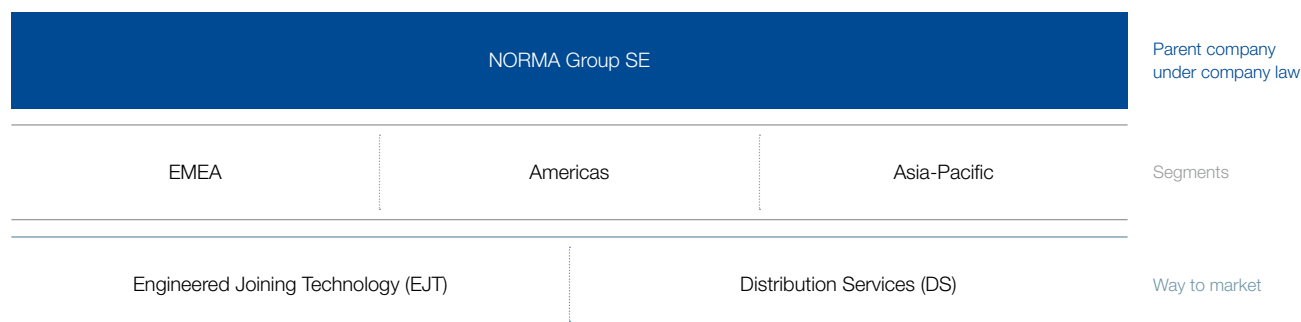 NORMA Group SE
Parent company
under company law
EMEA
Americas
Asia-Pacific
Segments
Engineered Joining Technology (EJT)
Distribution Services (DS)
Way to market